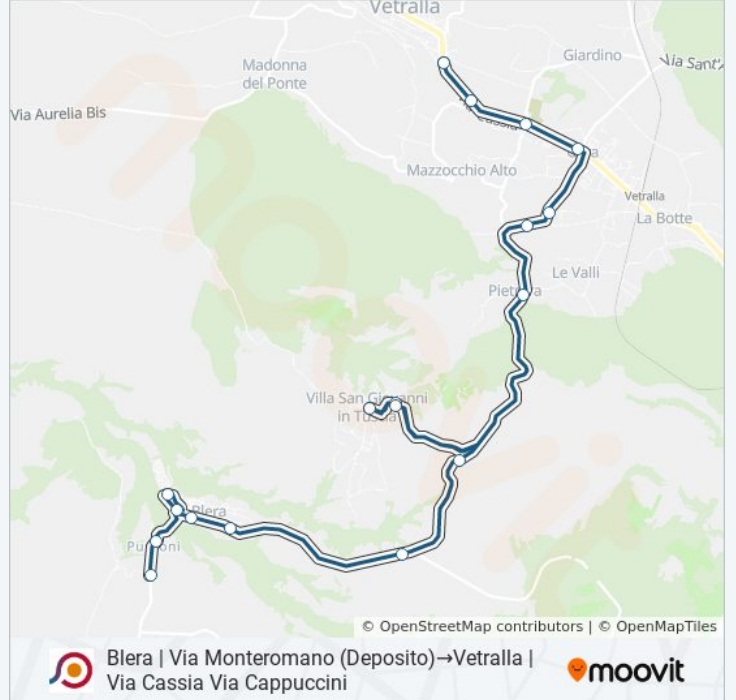 Vetralla
Giardino
Madonna
del Ponte
Via Sant'
Via Aurelia Bis
Mazzocchio Alto
Vetralla
La Botte
Le Valli
Villa San Giovanni
in Tuscia
Blera
© OpenStreetMap contributors | © OpenMapTiles
Blera | Via Monteromano (Deposito)→Vetralla |
Via Cassia Via Cappuccini
moovit